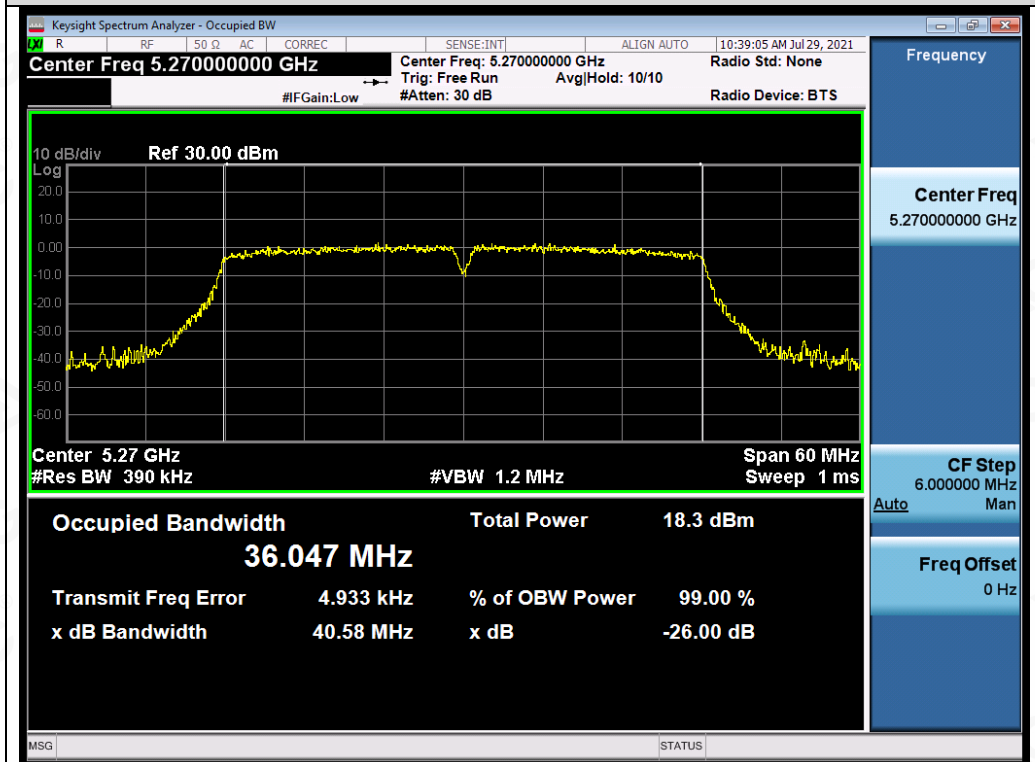 Keysight Spectrum Analyzer - Occupied BW
LXI R RF 50 Ω AC CORREC SENSE:INT ALIGN AUTO 10:39:05 AM Jul 29, 2021
Center Freq 5.270000000 GHz
Center Freq: 5.270000000 GHz
Radio Std: None
Trig: Free Run Avg|Hold: 10/10
#IFGain:Low #Atten: 30 dB Radio Device: BTS
10 dB/div Ref 30.00 dBm
Log
20.0
10.0
0.00
-10.0
-20.0
-30.0
-40.0
-50.0
-60.0
Center 5.27 GHz Span 60 MHz
#Res BW 390 kHz #VBW 1.2 MHz Sweep 1 ms
Occupied Bandwidth Total Power 18.3 dBm
36.047 MHz
Transmit Freq Error 4.933 kHz % of OBW Power 99.00 %
x dB Bandwidth 40.58 MHz x dB -26.00 dB
MSG STATUS
Frequency
Center Freq
5.270000000 GHz
CF Step
6.000000 MHz
Auto Man
Freq Offset
0 Hz